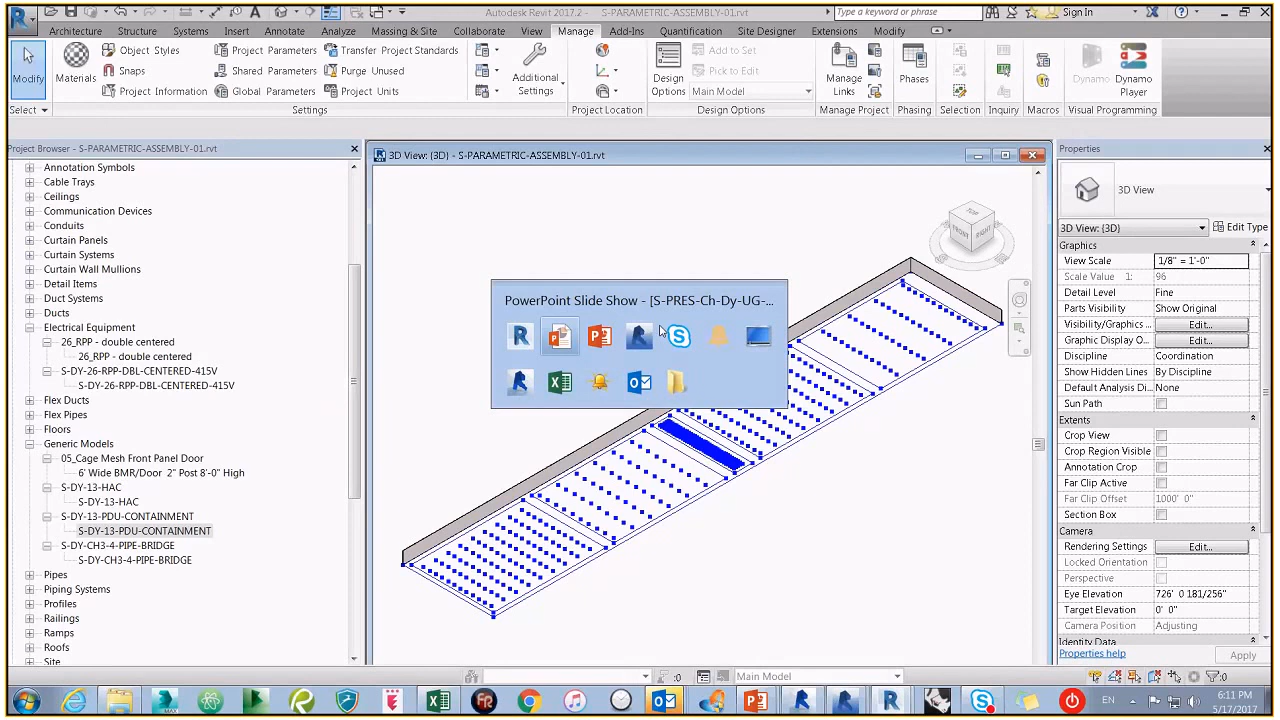 Autodesk Revit 2017.2 - S-PARAMETRIC-ASSEMBLY-01.rvt
Type a keyword or phrase
Sign In
Architecture Structure Systems Insert Annotate Analyze Massing & Site Collaborate View Manage Add-Ins Quantification Site Designer Extensions Modify
Modify
Materials
Object Styles
Snaps
Project Information
Project Parameters
Shared Parameters
Global Parameters
Transfer Project Standards
Purge Unused
Project Units
Additional Settings
Design Options
Add to Set
Pick to Edit
Main Model
Manage Links
Phases
Dynamo
Dynamo Player
Select
Settings
Project Location
Design Options
Manage Project
Phasing
Selection
Inquiry
Macros
Visual Programming
Project Browser - S-PARAMETRIC-ASSEMBLY-01.rvt
Annotation Symbols
Cable Trays
Ceilings
Communication Devices
Conduits
Curtain Panels
Curtain Systems
Curtain Wall Mullions
Detail Items
Duct Systems
Ducts
Electrical Equipment
26_RPP - double centered
26_RPP - double centered
S-DY-26-RPP-DBL-CENTERED-415V
S-DY-26-RPP-DBL-CENTERED-415V
Flex Ducts
Flex Pipes
Floors
Generic Models
05_Cage Mesh Front Panel Door
6' Wide BMR/Door 2" Post 8'-0" High
S-DY-13-HAC
S-DY-13-HAC
S-DY-13-PDU-CONTAINMENT
S-DY-13-PDU-CONTAINMENT
S-DY-CH3-4-PIPE-BRIDGE
S-DY-CH3-4-PIPE-BRIDGE
Pipes
Piping Systems
Profiles
Railings
Ramps
Roofs
Site
3D View: {3D} - S-PARAMETRIC-ASSEMBLY-01.rvt
TOP
FRONT
RIGHT
PowerPoint Slide Show - [S-PRES-Ch-Dy-UG-...
Properties
3D View
3D View: {3D}
Edit Type
Graphics
View Scale 1/8" = 1'-0"
Scale Value 1: 96
Detail Level Fine
Parts Visibility Show Original
Visibility/Graphics ... Edit...
Graphic Display O... Edit...
Discipline Coordination
Show Hidden Lines By Discipline
Default Analysis Di... None
Sun Path
Extents
Crop View
Crop Region Visible
Annotation Crop
Far Clip Active
Far Clip Offset 1000' 0"
Section Box
Camera
Rendering Settings Edit...
Locked Orientation
Perspective
Eye Elevation 726' 0 181/256"
Target Elevation 0' 0"
Camera Position Adjusting
Identity Data
Properties help
Apply
:0
Main Model
:0
EN
6:11 PM
5/17/2017